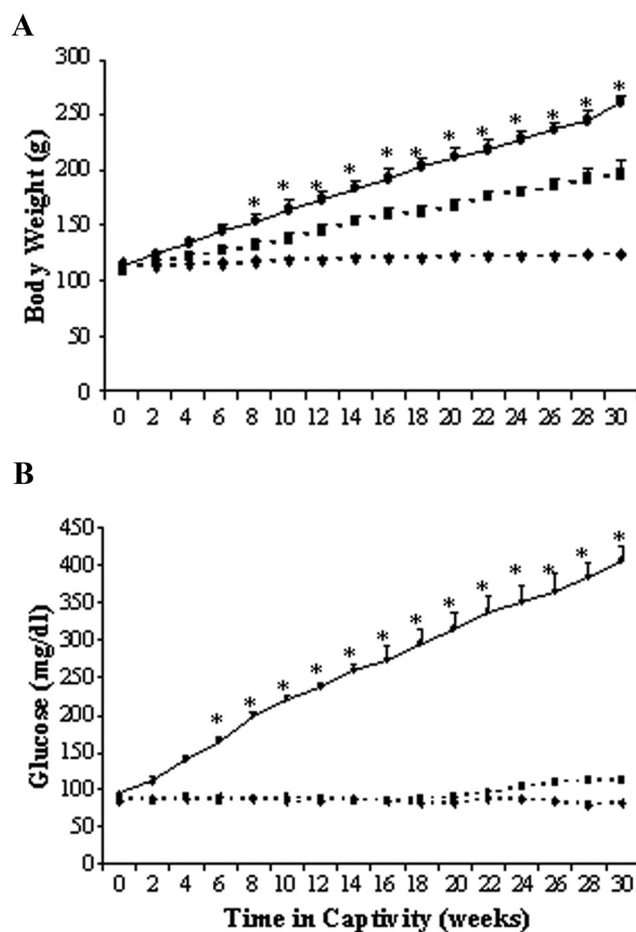 A
300
250
200
150
100
50
0
Body Weight (g)
* * * * * * * * * * * *
0 2 4 6 8 10 12 14 16 18 20 22 24 26 28 30
B
450
400
350
300
250
200
150
100
50
0
Glucose (mg/dl)
* * * * * * * * * * * * *
0 2 4 6 8 10 12 14 16 18 20 22 24 26 28 30
Time in Captivity (weeks)